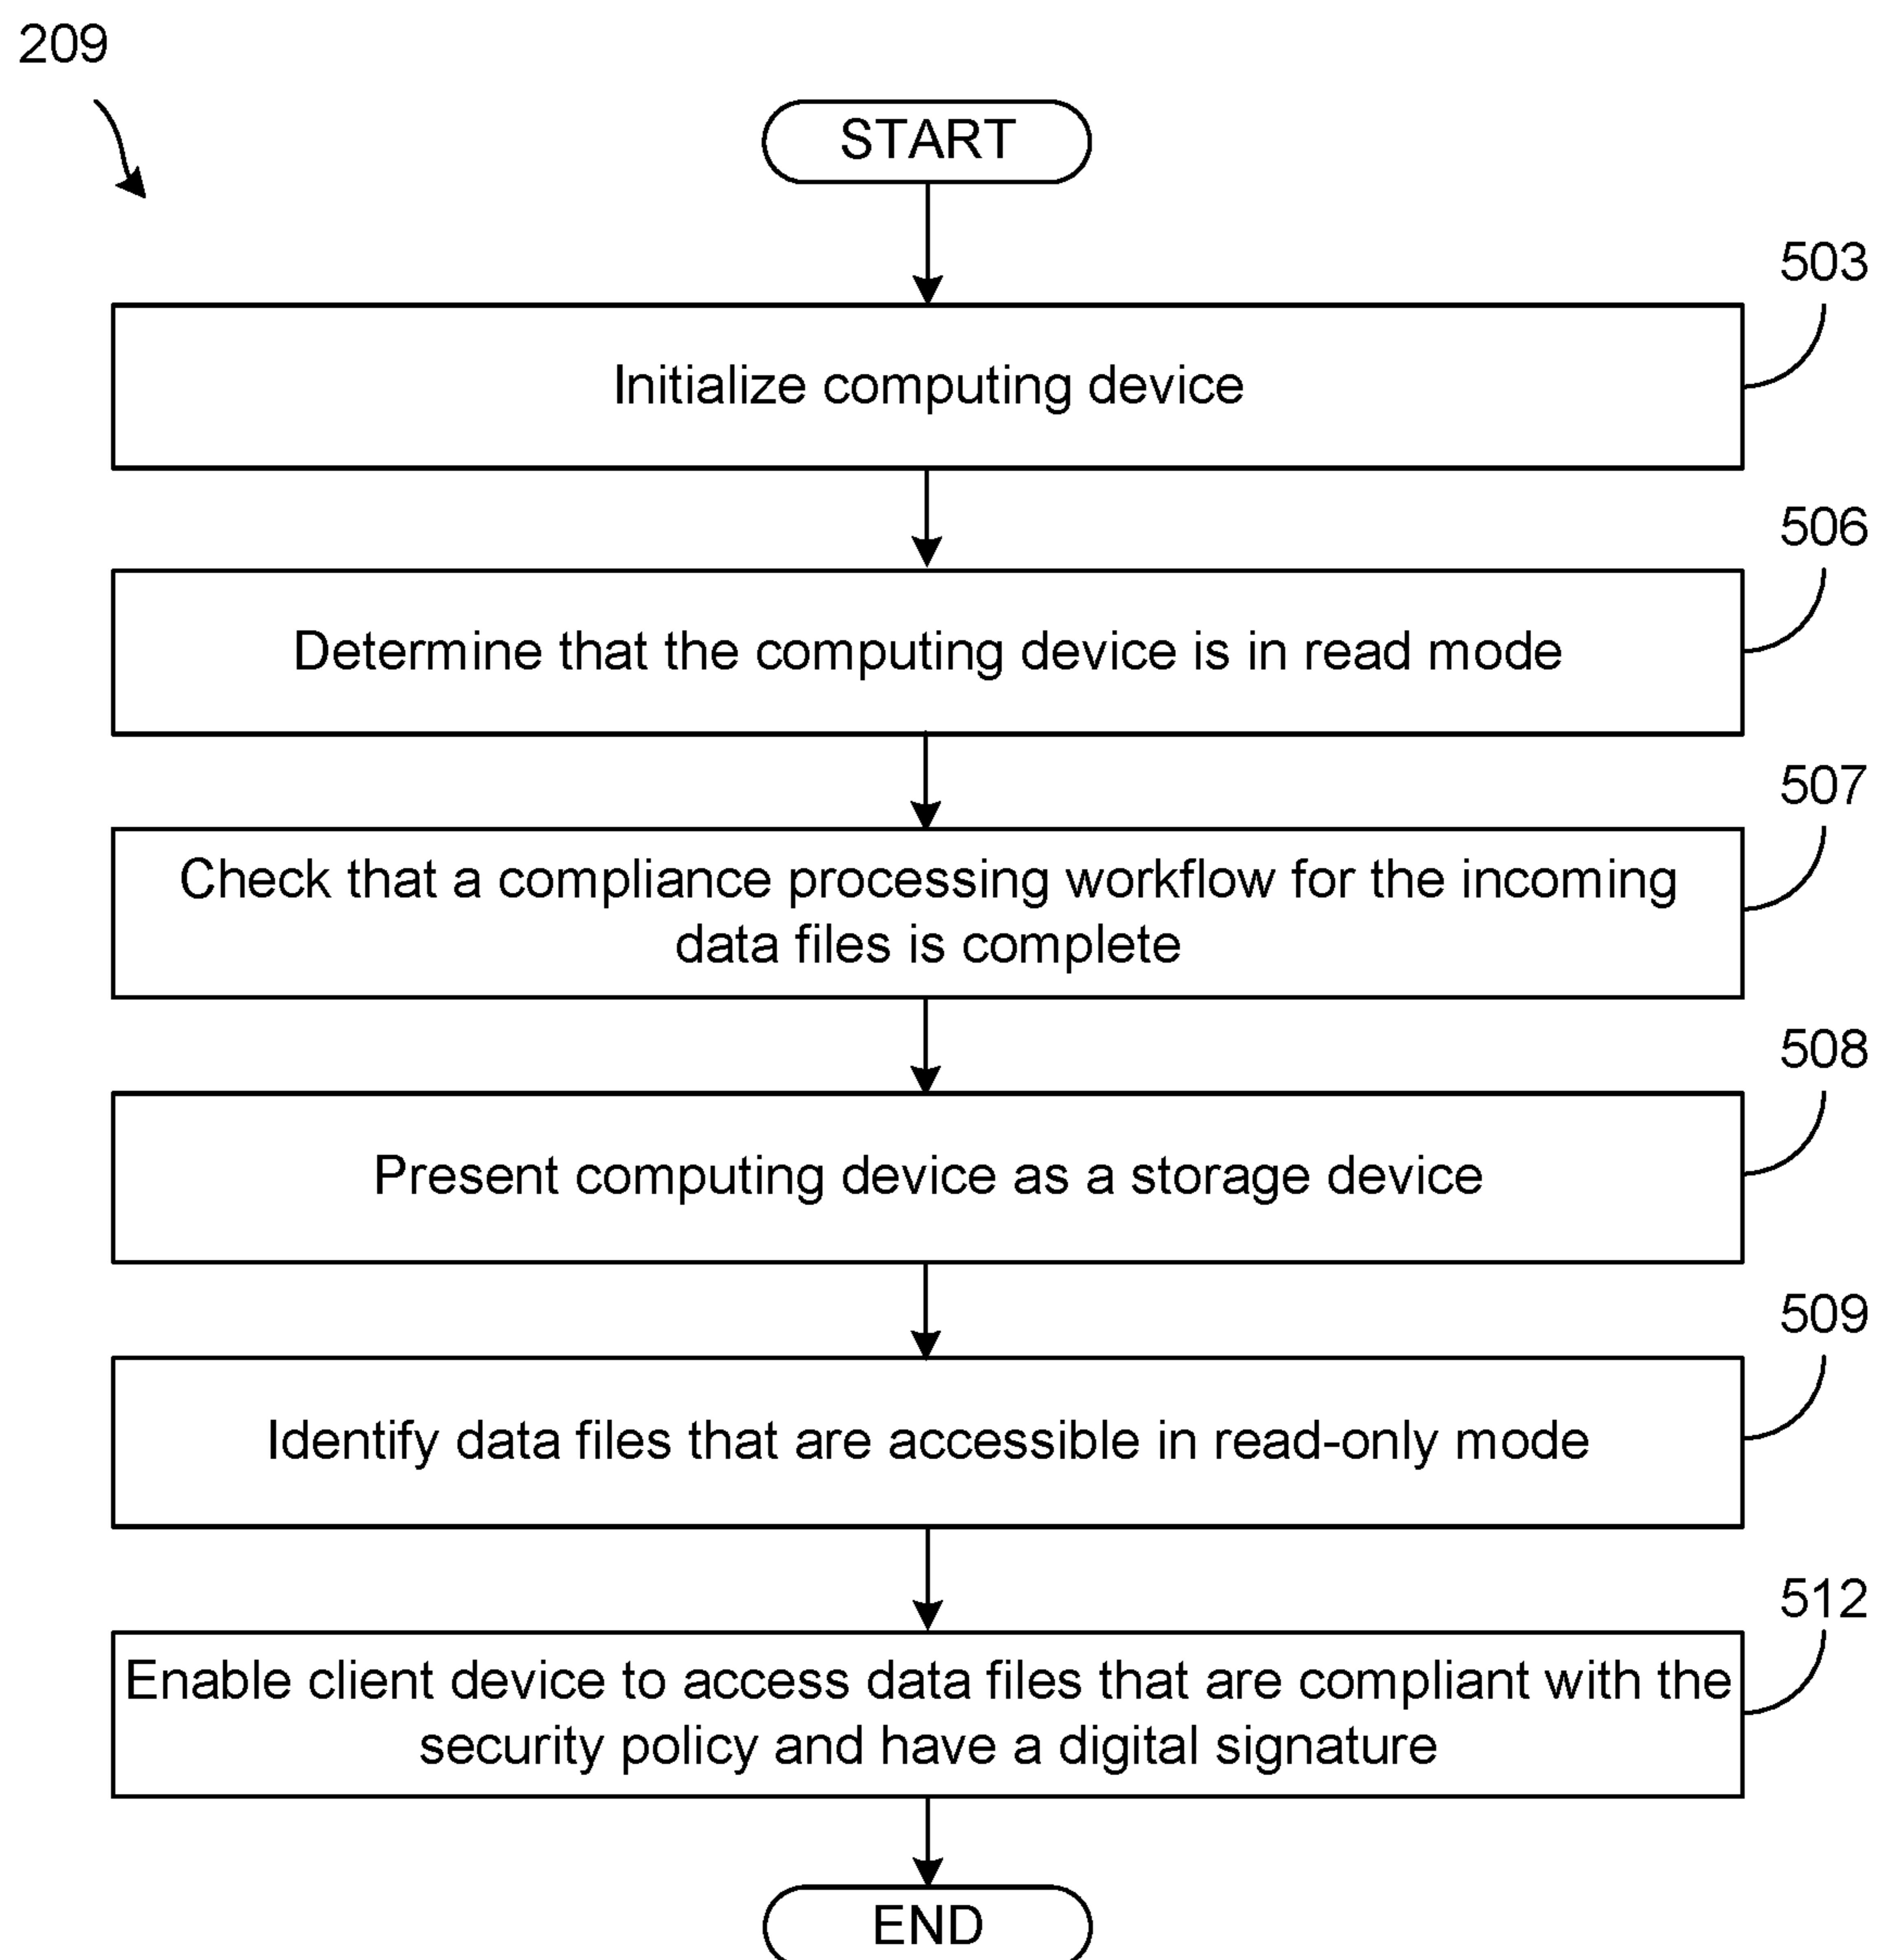 209
START
503
Initialize computing device
506
Determine that the computing device is in read mode
507
Check that a compliance processing workflow for the incoming
data files is complete
508
Present computing device as a storage device
509
Identify data files that are accessible in read-only mode
512
Enable client device to access data files that are compliant with the
security policy and have a digital signature
END